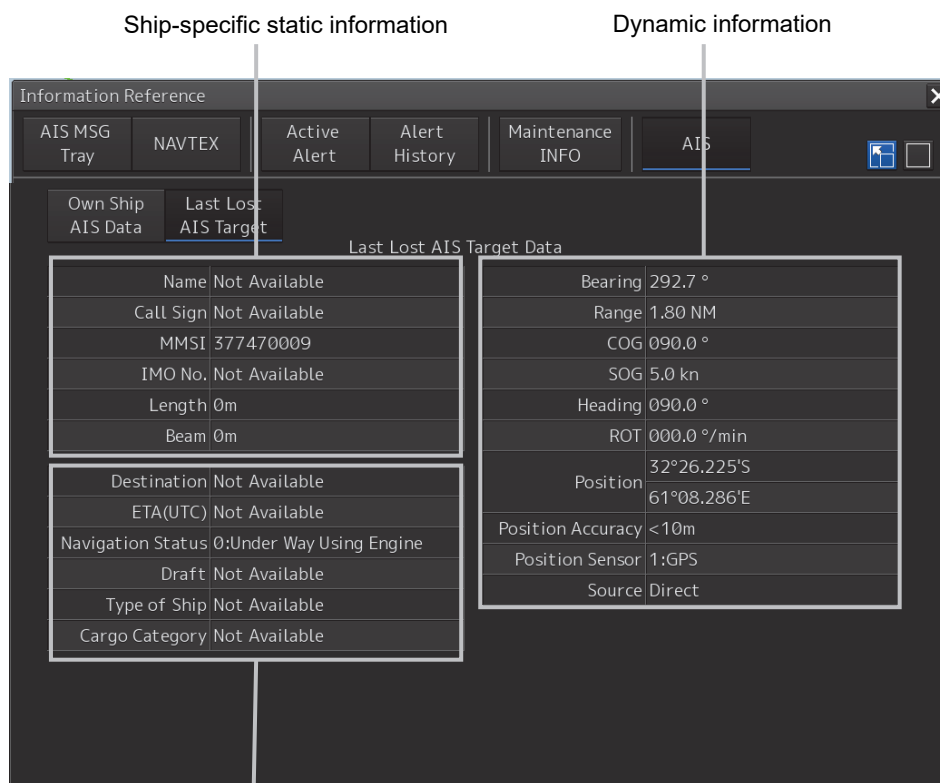 Ship-specific static information
Dynamic information
Information Reference
AIS MSG Tray
NAVTEX
Active Alert
Alert History
Maintenance INFO
AIS
Own Ship AIS Data
Last Lost AIS Target
Last Lost AIS Target Data
Name Not Available
Call Sign Not Available
MMSI 377470009
IMO No. Not Available
Length 0m
Beam 0m
Destination Not Available
ETA(UTC) Not Available
Navigation Status 0:Under Way Using Engine
Draft Not Available
Type of Ship Not Available
Cargo Category Not Available
Bearing 292.7 °
Range 1.80 NM
COG 090.0 °
SOG 5.0 kn
Heading 090.0 °
ROT 000.0 °/min
Position 32°26.225'S
61°08.286'E
Position Accuracy <10m
Position Sensor 1:GPS
Source Direct